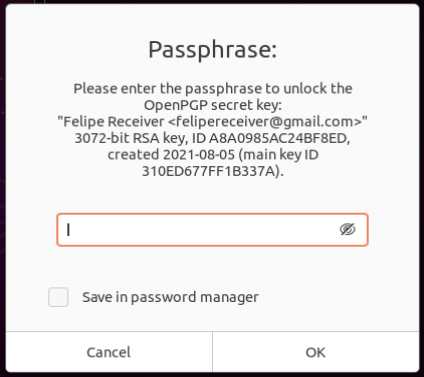 Passphrase:
Please enter the passphrase to unlock the
OpenPGP secret key:
"Felipe Receiver <felipereceiver@gmail.com>"
3072-bit RSA key, ID A8A0985AC24BF8ED,
created 2021-08-05 (main key ID
310ED677FF1B337A).
Save in password manager
Cancel
OK